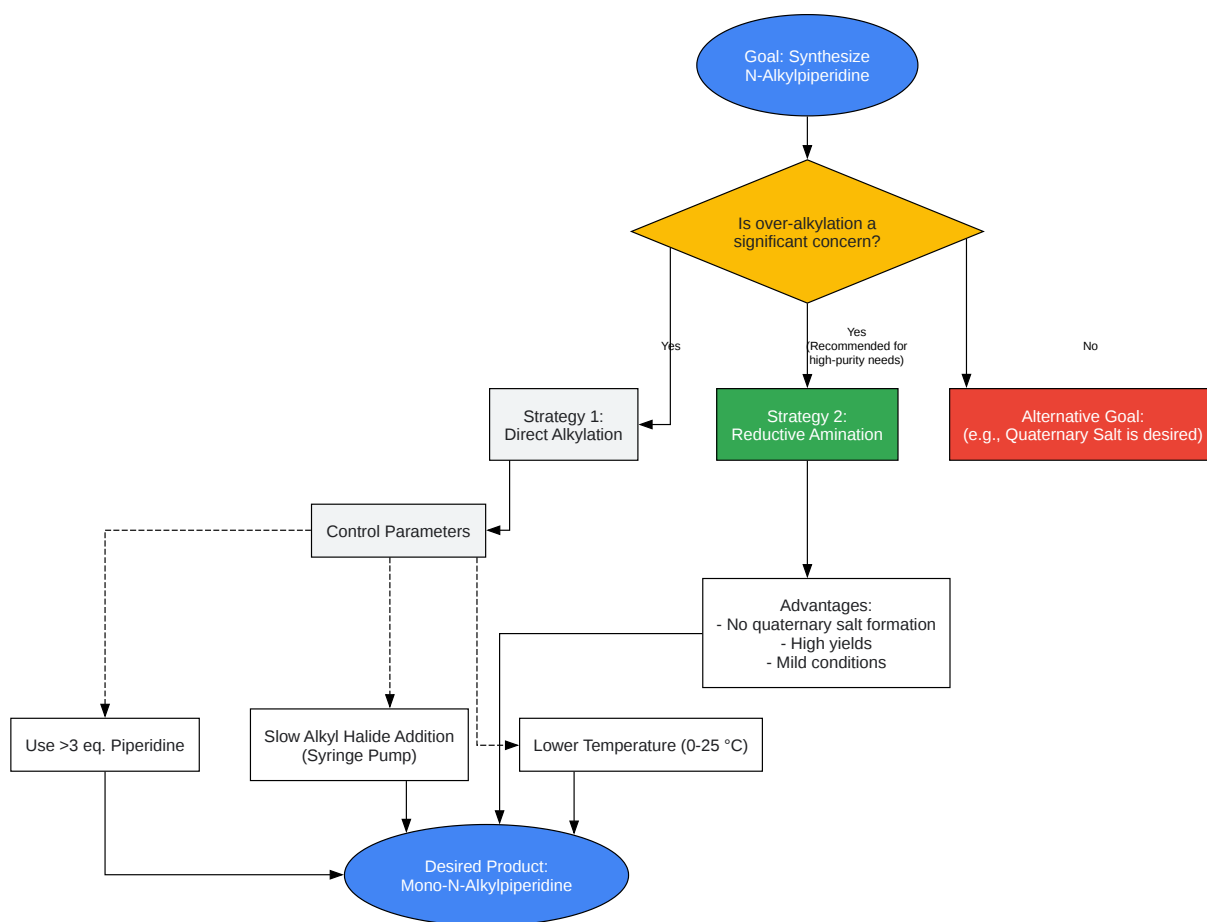 Goal: Synthesize
N-Alkylpiperidine
Is over-alkylation a
significant concern?
Yes
Yes
(Recommended for
high-purity needs)
No
Strategy 1:
Direct Alkylation
Strategy 2:
Reductive Amination
Alternative Goal:
(e.g., Quaternary Salt is desired)
Control Parameters
Advantages:
- No quaternary salt formation
- High yields
- Mild conditions
Use >3 eq. Piperidine
Slow Alkyl Halide Addition
(Syringe Pump)
Lower Temperature (0-25 °C)
Desired Product:
Mono-N-Alkylpiperidine